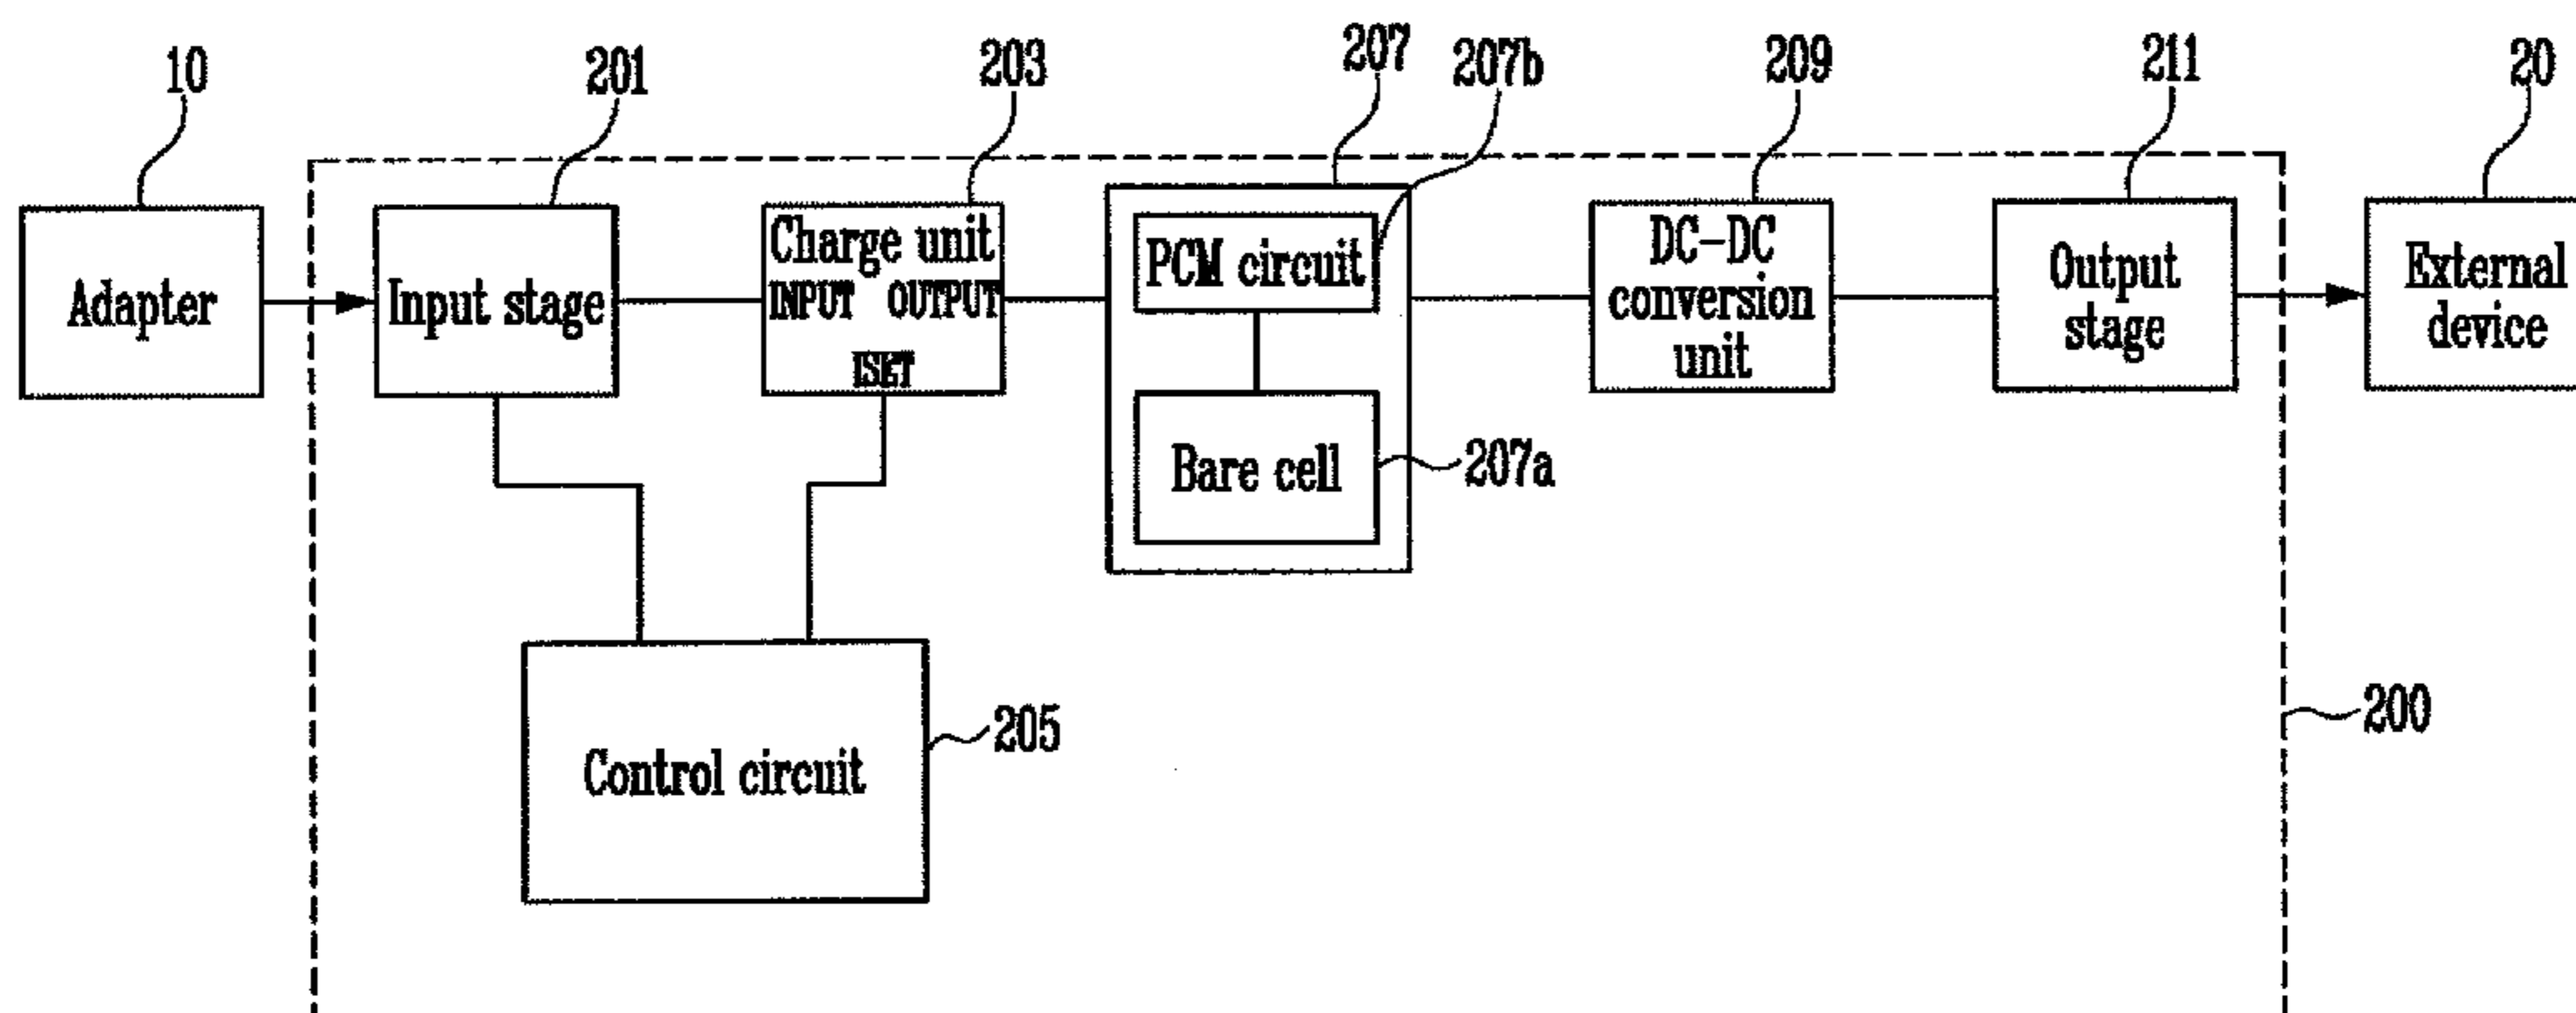 10
201
203
207
207b
209
211
20
Adapter
Input stage
Charge unit
INPUT OUTPUT
ISET
PCM circuit
Bare cell
207a
DC-DC
conversion
unit
Output
stage
External
device
Control circuit
205
200